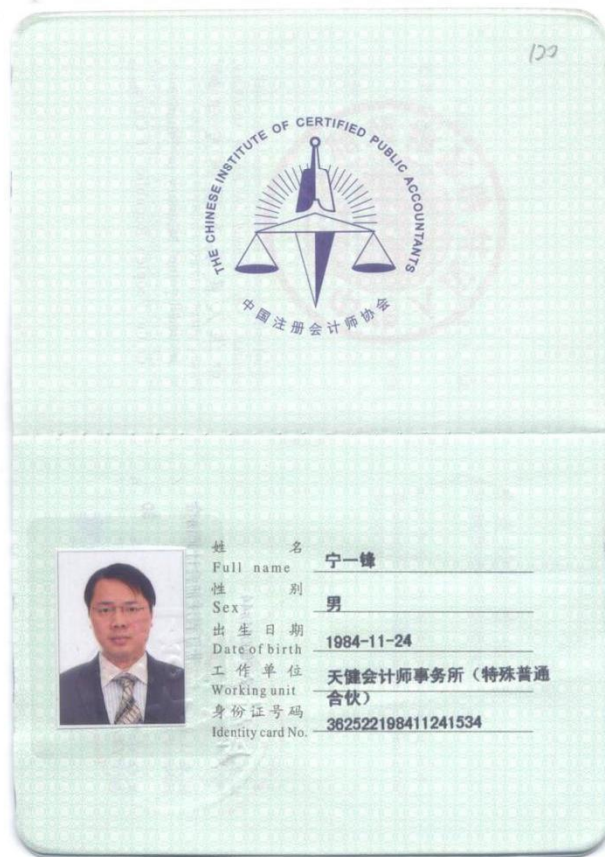 120
THE CHINESE INSTITUTE OF CERTIFIED PUBLIC ACCOUNTANTS
中国注册会计师协会
姓 名
Full name
宁一锋
性 别
Sex
男
出生日期
Date of birth
1984-11-24
工作单位
Working unit
天健会计师事务所（特殊普通
合伙）
身份证号码
Identity card No.
362522198411241534